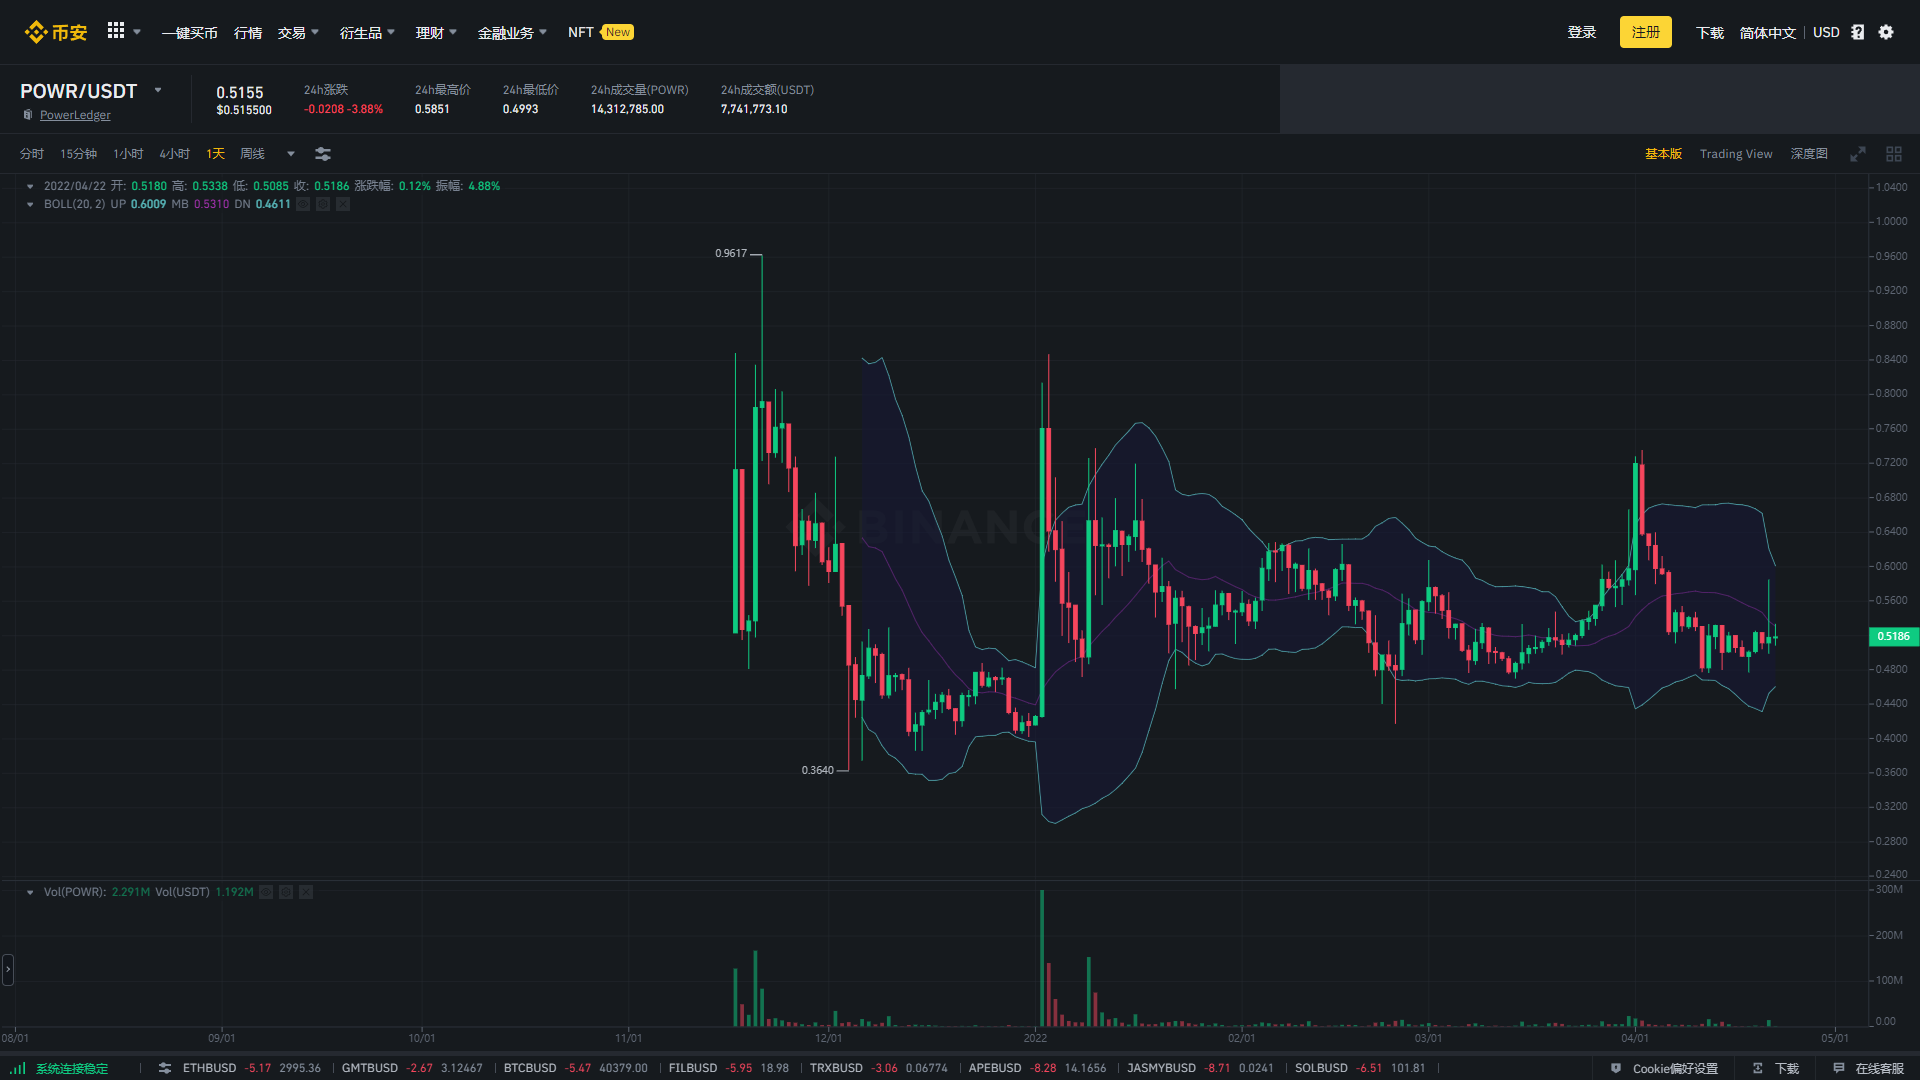 币安 一键买币 行情 交易 衍生品 理财 金融业务 NFT New 登录 注册 下载 简体中文 USD
POWR/USDT
PowerLedger
0.5155
$0.515500
24h涨跌 24h最高价 24h最低价 24h成交量(POWR) 24h成交额(USDT)
-0.0208 -3.88% 0.5851 0.4993 14,312,785.00 7,741,773.10
分时 15分钟 1小时 4小时 1天 周线 基本版 Trading View 深度图
2022/04/22 开: 0.5180 高: 0.5338 低: 0.5085 收: 0.5186 涨跌幅: 0.12% 振幅: 4.88%
BOLL(20, 2) UP 0.6009 MB 0.5310 DN 0.4611
0.9617
0.3640
BINANCE
1.0400
1.0000
0.9600
0.9200
0.8800
0.8400
0.8000
0.7600
0.7200
0.6800
0.6400
0.6000
0.5600
0.5186
0.4800
0.4400
0.4000
0.3600
0.3200
0.2800
0.2400
Vol(POWR): 2.291M Vol(USDT) 1.192M
300M
200M
100M
0.00
08/01 09/01 10/01 11/01 12/01 2022 02/01 03/01 04/01 05/01
系统连接稳定 ETHBUSD -5.17 2995.36 GMTBUSD -2.67 3.12467 BTCBUSD -5.47 40379.00 FILBUSD -5.95 18.98 TRXBUSD -3.06 0.06774 APEBUSD -8.28 14.1656 JASMYBUSD -8.71 0.0241 SOLBUSD -6.51 101.81 Cookie偏好设置 下载 在线客服